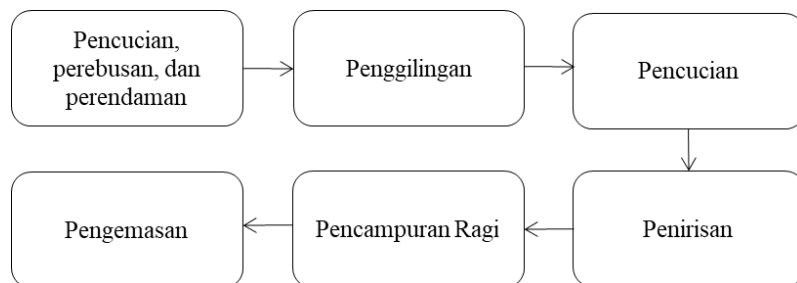 Pencucian,
perebusan, dan
perendaman
Penggilingan
Pencucian
Penirisan
Pencampuran Ragi
Pengemasan